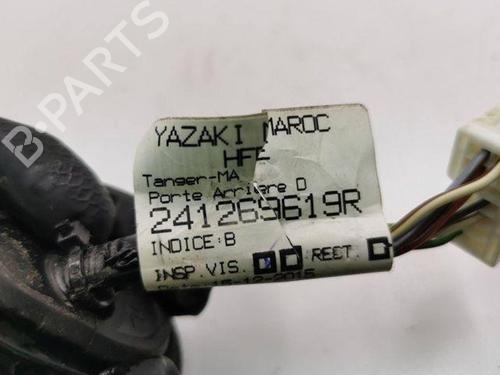 YAZAKI MAROC
HFE
Tanger-MA
Porte Arriere D
241269619R
INDICE:B
INSP.VIS. RECT.
B-PARTS